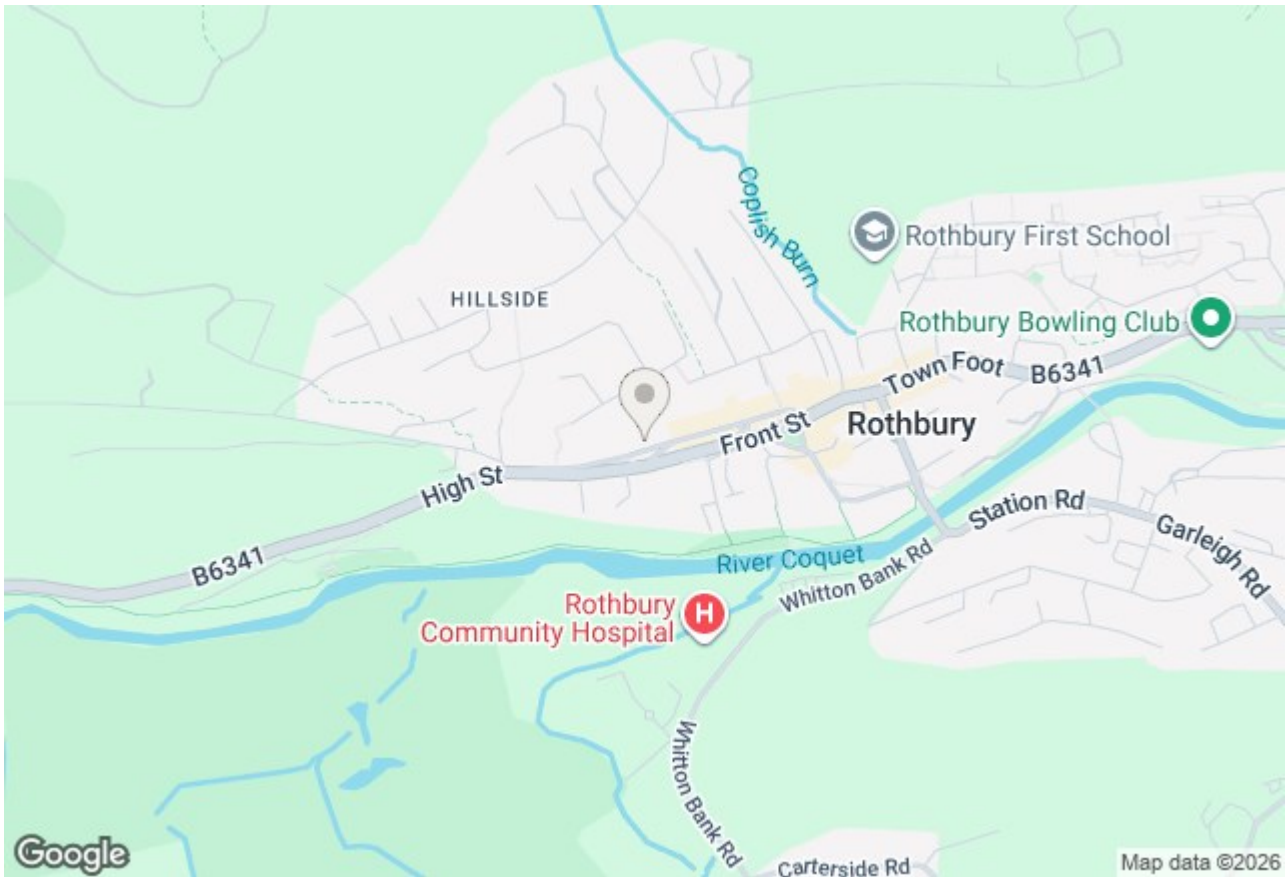 Coplish Burn
Rothbury First School
HILLSIDE
Rothbury Bowling Club
Town Foot
B6341
Front St
Rothbury
High St
Station Rd
Garleigh Rd
B6341
River Coquet
Whitton Bank Rd
Rothbury
Community Hospital
H
Whitton Bank Rd
Google
Carterside Rd
Map data ©2026